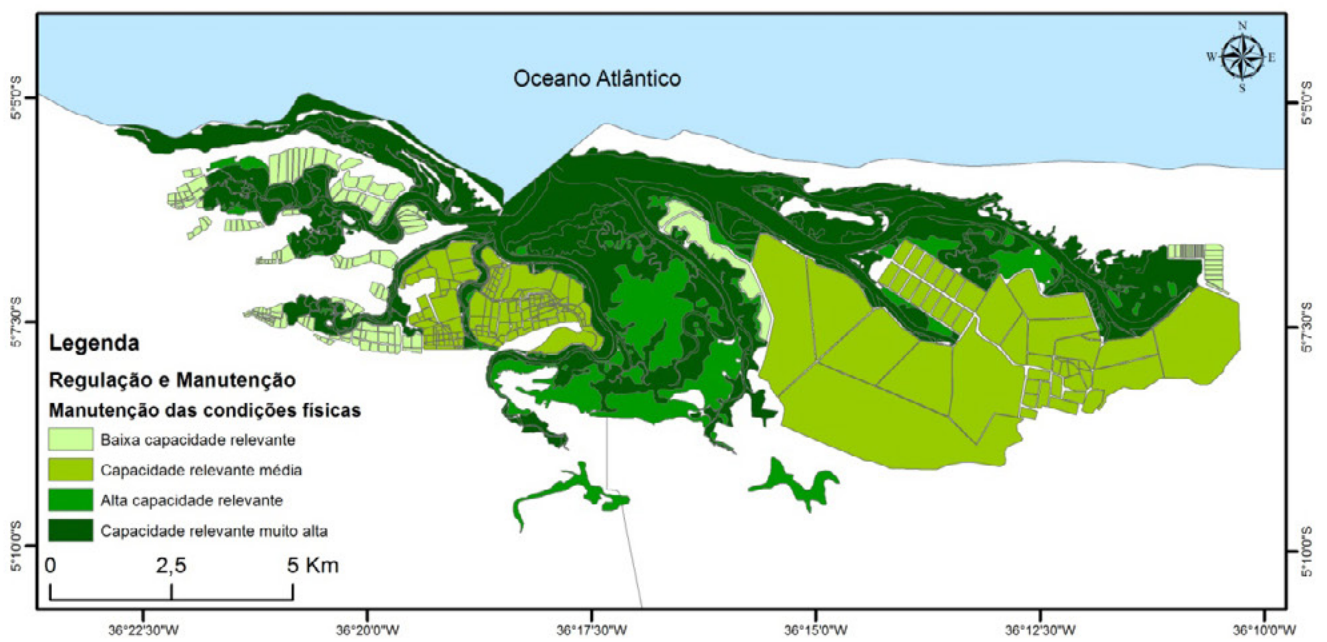 Oceano Atlântico
N
W
E
S
5°5'0"S
5°5'0"S
5°7'30"S
5°7'30"S
5°10'0"S
5°10'0"S
Legenda
Regulação e Manutenção
Manutenção das condições físicas
Baixa capacidade relevante
Capacidade relevante média
Alta capacidade relevante
Capacidade relevante muito alta
0 2,5 5 Km
36°22'30"W 36°20'0"W 36°17'30"W 36°15'0"W 36°12'30"W 36°10'0"W